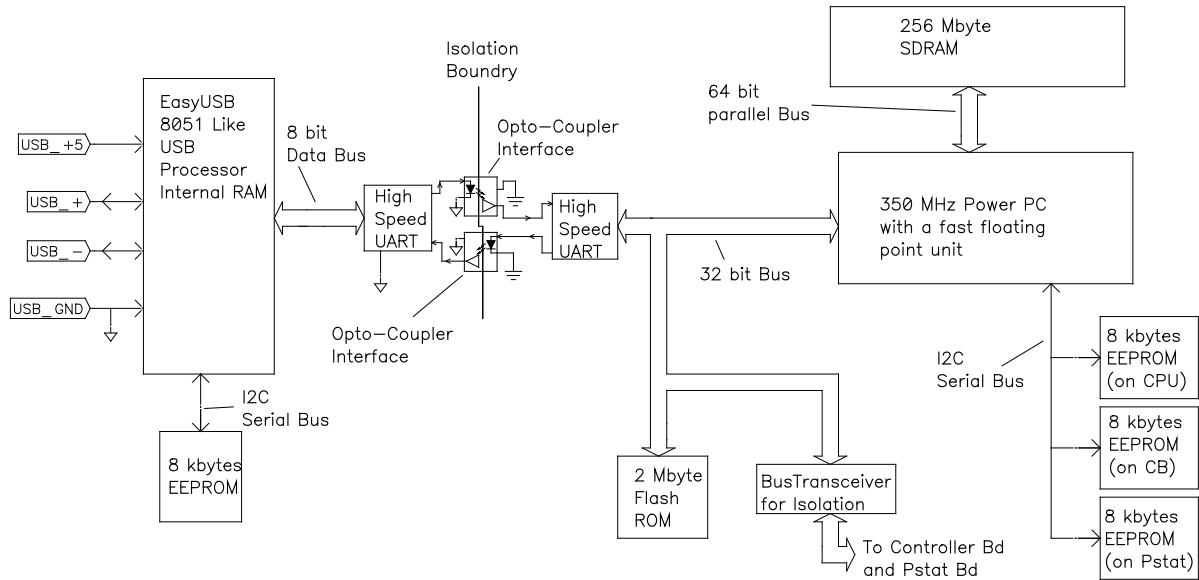 256 Mbyte
SDRAM
64 bit
parallel Bus
Isolation
Boundry
EasyUSB
8051 Like
USB
Processor
Internal RAM
USB_+5
USB_+
USB_-
USB_GND
8 bit
Data Bus
Opto-Coupler
Interface
High
Speed
UART
High
Speed
UART
350 MHz Power PC
with a fast floating
point unit
32 bit Bus
Opto-Coupler
Interface
I2C
Serial Bus
8 kbytes
EEPROM
I2C
Serial Bus
8 kbytes
EEPROM
(on CPU)
8 kbytes
EEPROM
(on CB)
8 kbytes
EEPROM
(on Pstat)
2 Mbyte
Flash
ROM
BusTransceiver
for Isolation
To Controller Bd
and Pstat Bd